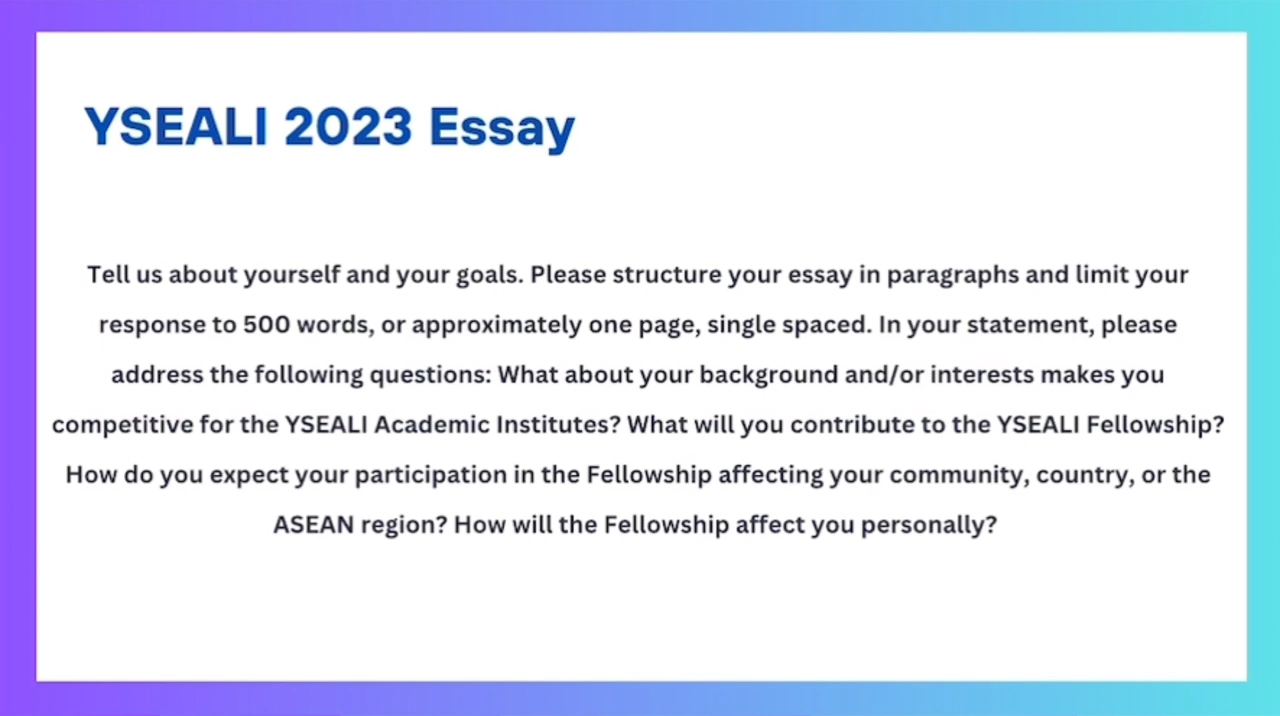 YSEALI 2023 Essay
Tell us about yourself and your goals. Please structure your essay in paragraphs and limit your
response to 500 words, or approximately one page, single spaced. In your statement, please
address the following questions: What about your background and/or interests makes you
competitive for the YSEALI Academic Institutes? What will you contribute to the YSEALI Fellowship?
How do you expect your participation in the Fellowship affecting your community, country, or the
ASEAN region? How will the Fellowship affect you personally?